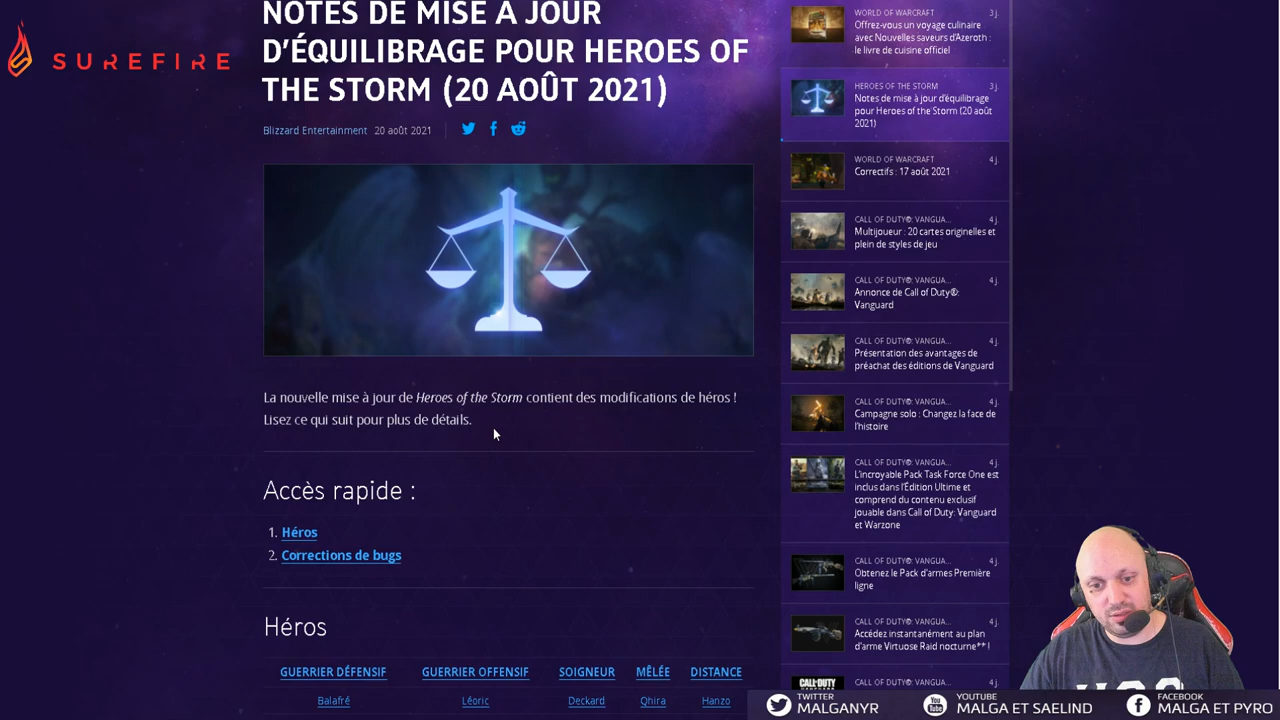 NOTES DE MISE À JOUR
D'ÉQUILIBRAGE POUR HEROES OF
THE STORM (20 AOÛT 2021)
SUREFIRE
Blizzard Entertainment 20 août 2021
La nouvelle mise à jour de Heroes of the Storm contient des modifications de héros !
Lisez ce qui suit pour plus de détails.
Accès rapide :
1. Héros
2. Corrections de bugs
Héros
GUERRIER DÉFENSIF GUERRIER OFFENSIF SOIGNEUR MÊLÉE DISTANCE
Balafré Léoric Deckard Qhira Hanzo
WORLD OF WARCRAFT 3 j.
Offrez-vous un voyage culinaire
avec Nouvelles saveurs d'Azeroth :
le livre de cuisine officiel
HEROES OF THE STORM 3 j.
Notes de mise à jour d'équilibrage
pour Heroes of the Storm (20 août
2021)
WORLD OF WARCRAFT 4 j.
Correctifs : 17 août 2021
CALL OF DUTY®: VANGUA... 4 j.
Multijoueur : 20 cartes originelles et
plein de styles de jeu
CALL OF DUTY®: VANGUA... 4 j.
Annonce de Call of Duty®:
Vanguard
CALL OF DUTY®: VANGUA... 4 j.
Présentation des avantages de
préachat des éditions de Vanguard
CALL OF DUTY®: VANGUA... 4 j.
Campagne solo : Changez la face de
l'histoire
CALL OF DUTY®: VANGUA... 4 j.
L'incroyable Pack Task Force One est
inclus dans l'Édition Ultime et
comprend du contenu exclusif
jouable dans Call of Duty: Vanguard
et Warzone
CALL OF DUTY®: VANGUA... 4 j.
Obtenez le Pack d'armes Première
ligne
CALL OF DUTY®: VANGUA... 4 j.
Accédez instantanément au plan
d'arme Virtuose Raid nocturne** !
CALL OF DUTY®: VANGUA... 4 j.
CALL OF DUTY
TWITTER
MALGANYR
YOUTUBE
MALGA ET SAELIND
FACEBOOK
MALGA ET PYRO